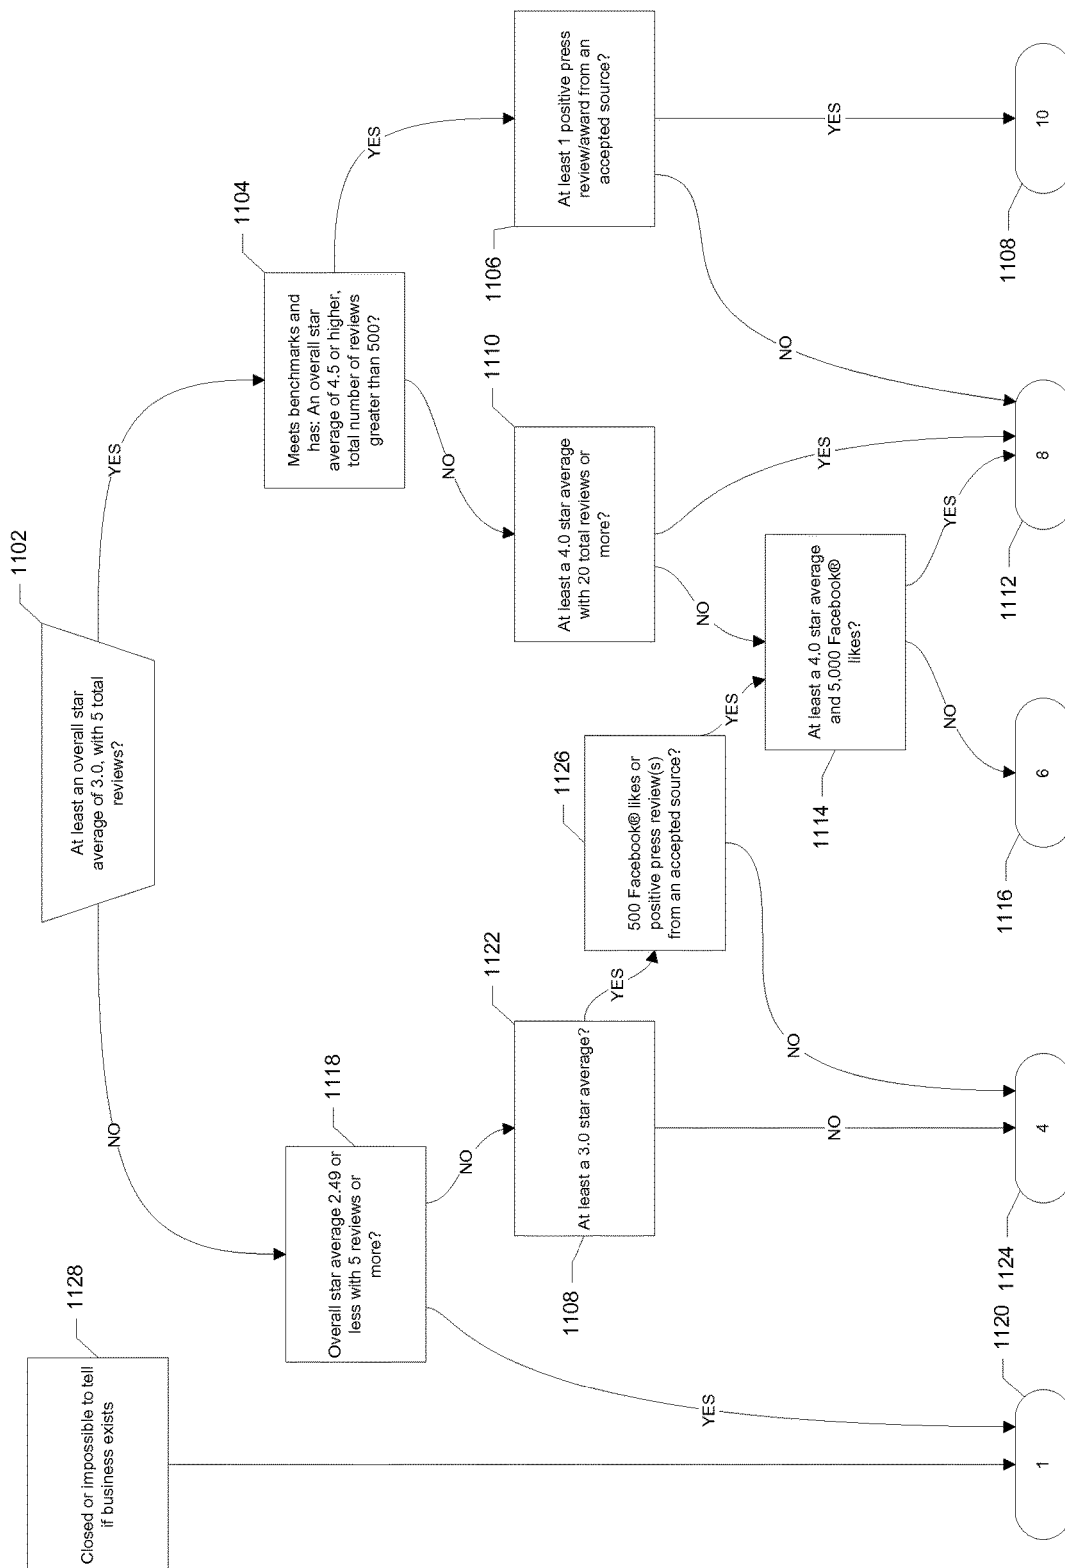 1128
Closed or impossible to tell
if business exists
1102
At least an overall star
average of 3.0, with 5 total
reviews?
NO
YES
1118
Overall star average 2.49 or
less with 5 reviews or
more?
1104
Meets benchmarks and
has: An overall star
average of 4.5 or higher,
total number of reviews
greater than 500?
YES
NO
NO
YES
1122
At least a 3.0 star average?
1108
YES
NO
1126
500 Facebook® likes or
positive press review(s)
from an accepted source?
YES
NO
1110
At least a 4.0 star average
with 20 total reviews or
more?
NO
YES
1106
At least 1 positive press
review/award from an
accepted source?
NO
YES
1114
At least a 4.0 star average
and 5,000 Facebook®
likes?
NO
YES
1120
1
1124
4
1116
6
1112
8
1108
10